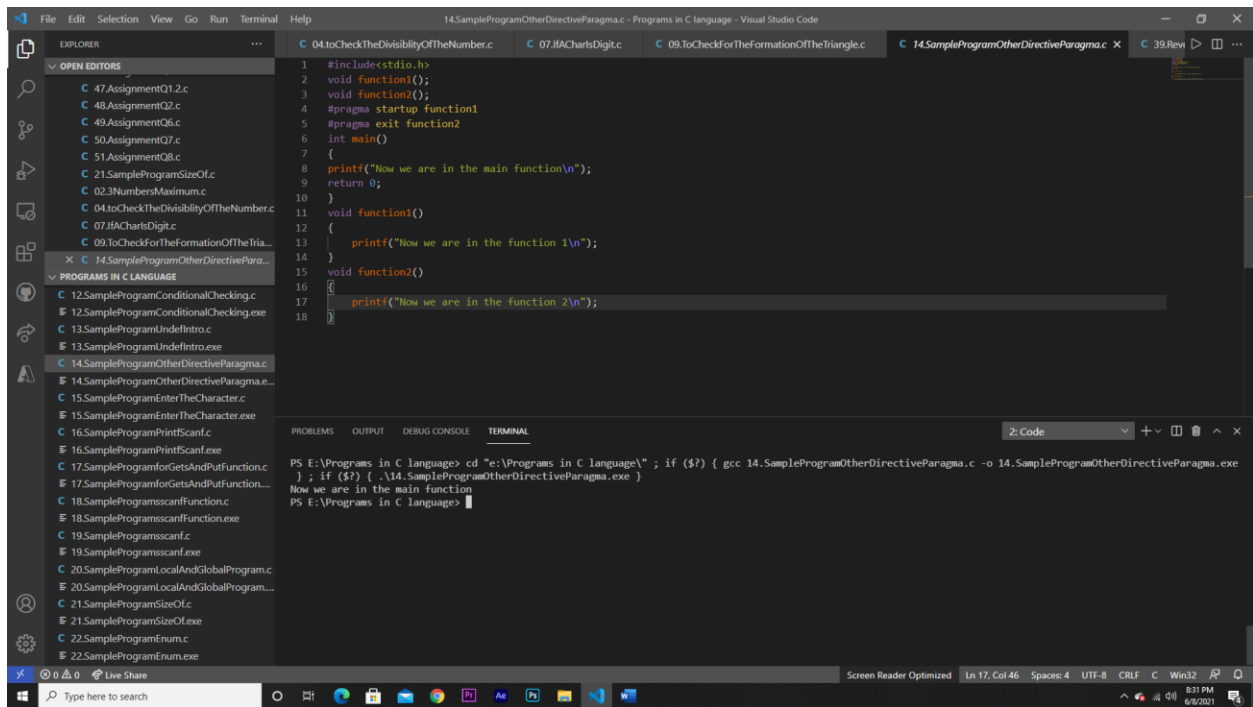 File Edit Selection View Go Run Terminal Help 14.SampleProgramOtherDirectiveParagma.c - Programs in C language - Visual Studio Code
EXPLORER
OPEN EDITORS
47.AssignmentQ1.2.c
48.AssignmentQ2.c
49.AssignmentQ6.c
50.AssignmentQ7.c
51.AssignmentQ8.c
21.SampleProgramSizeOf.c
02.3NumbersMaximum.c
04.toCheckTheDivisiblityOfTheNumber.c
07.IfACharIsDigit.c
09.ToCheckForTheFormationOfTheTria...
14.SampleProgramOtherDirectivePara...
PROGRAMS IN C LANGUAGE
C 12.SampleProgramConditionalChecking.c
12.SampleProgramConditionalChecking.exe
C 13.SampleProgramUndefIntro.c
13.SampleProgramUndefIntro.exe
C 14.SampleProgramOtherDirectiveParagma.c
14.SampleProgramOtherDirectiveParagma.e...
C 15.SampleProgramEnterTheCharacter.c
15.SampleProgramEnterTheCharacter.exe
C 16.SampleProgramPrintfScanf.c
16.SampleProgramPrintfScanf.exe
C 17.SampleProgramforGetsAndPutFunction.c
17.SampleProgramforGetsAndPutFunction....
C 18.SampleProgramsscanfFunction.c
18.SampleProgramsscanfFunction.exe
C 19.SampleProgramsscanf.c
19.SampleProgramsscanf.exe
C 20.SampleProgramLocalAndGlobalProgram.c
20.SampleProgramLocalAndGlobalProgram....
C 21.SampleProgramSizeOf.c
21.SampleProgramSizeOf.exe
C 22.SampleProgramEnum.c
22.SampleProgramEnum.exe
C 04.toCheckTheDivisiblityOfTheNumber.c C 07.IfACharIsDigit.c C 09.ToCheckForTheFormationOfTheTriangle.c C 14.SampleProgramOtherDirectiveParagma.c C 39.Rev
1 #include<stdio.h>
2 void function1();
3 void function2();
4 #pragma startup function1
5 #pragma exit function2
6 int main()
7 {
8 printf("Now we are in the main function\n");
9 return 0;
10 }
11 void function1()
12 {
13 printf("Now we are in the function 1\n");
14 }
15 void function2()
16 {
17 printf("Now we are in the function 2\n");
18 }
PROBLEMS OUTPUT DEBUG CONSOLE TERMINAL 2: Code
PS E:\Programs in C language> cd "e:\Programs in C language\" ; if ($?) { gcc 14.SampleProgramOtherDirectiveParagma.c -o 14.SampleProgramOtherDirectiveParagma.exe
} ; if ($?) { .\14.SampleProgramOtherDirectiveParagma.exe }
Now we are in the main function
PS E:\Programs in C language>
0 0 Live Share Screen Reader Optimized Ln 17, Col 46 Spaces: 4 UTF-8 CRLF C Win32
Type here to search Pr Ae Ps W 8:31 PM
6/8/2021